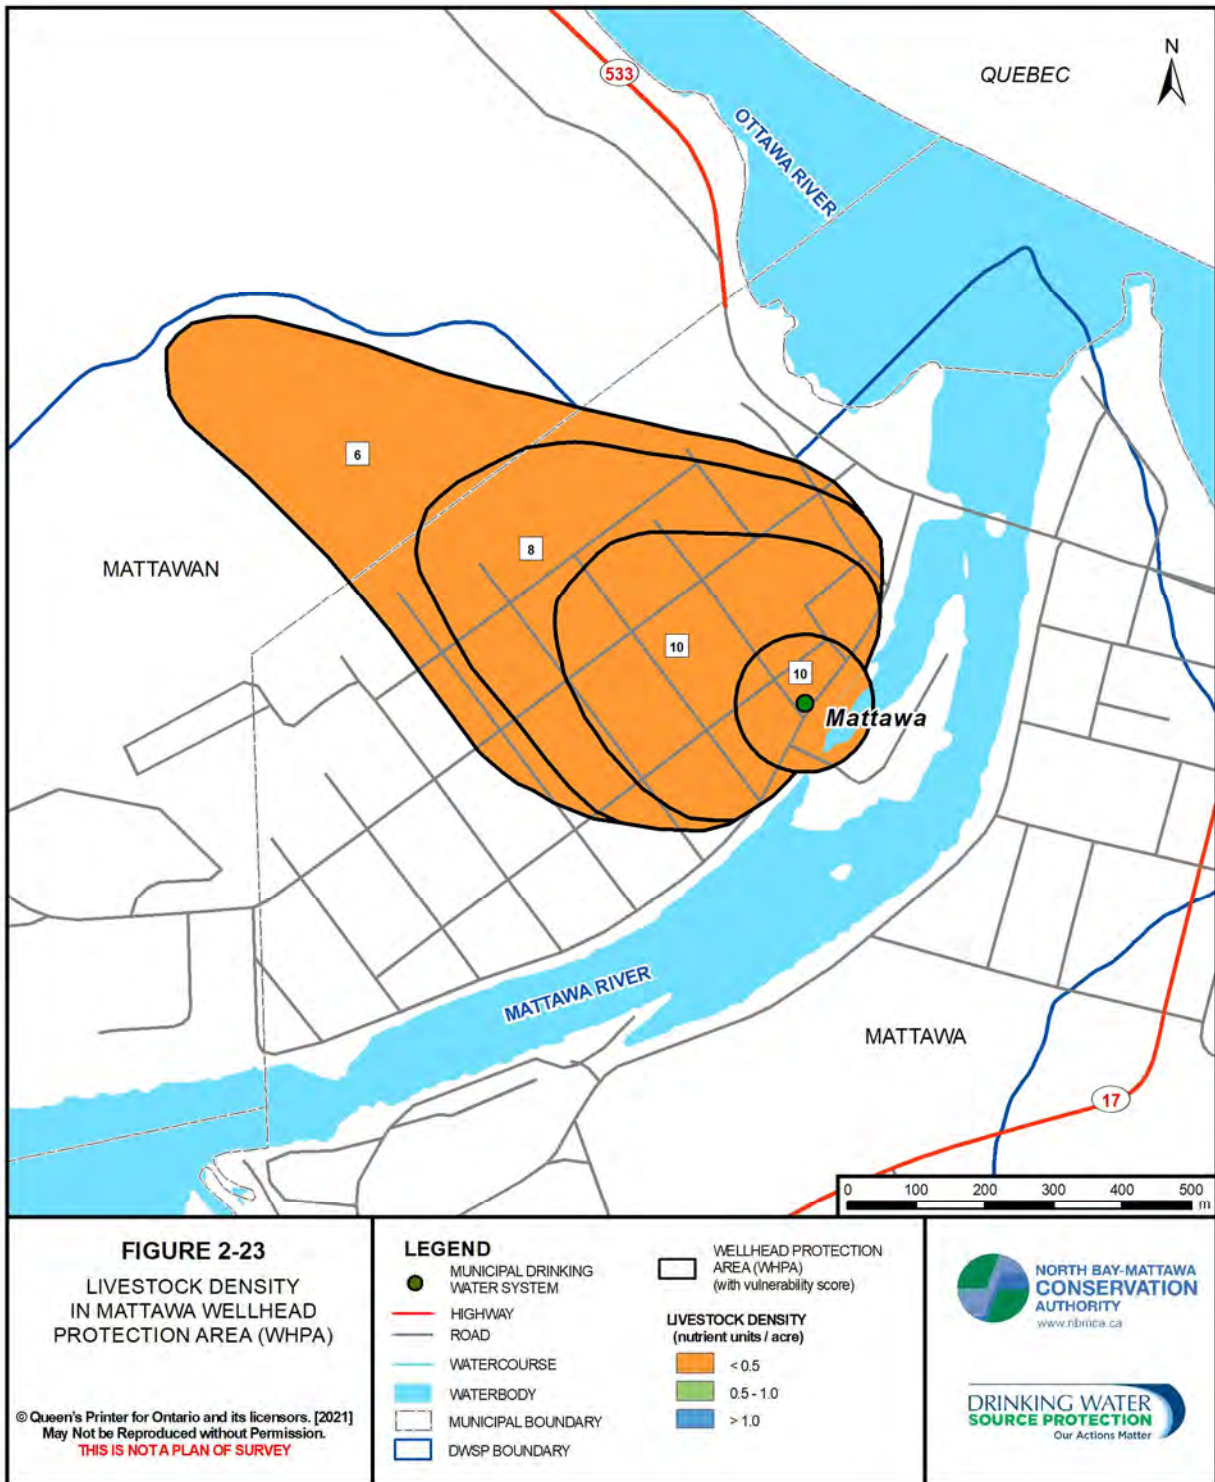 N
QUEBEC
533
OTTAWA RIVER
6
8
MATTAWAN
10
10
Mattawa
MATTAWA RIVER
MATTAWA
17
0 100 200 300 400 500
m
FIGURE 2-23
LIVESTOCK DENSITY
IN MATTAWA WELLHEAD
PROTECTION AREA (WHPA)
© Queen's Printer for Ontario and its licensors. [2021]
May Not be Reproduced without Permission.
THIS IS NOT A PLAN OF SURVEY
LEGEND
MUNICIPAL DRINKING
WATER SYSTEM
HIGHWAY
ROAD
WATERCOURSE
WATERBODY
MUNICIPAL BOUNDARY
DWSP BOUNDARY
WELLHEAD PROTECTION
AREA (WHPA)
(with vulnerability score)
LIVESTOCK DENSITY
(nutrient units / acre)
< 0.5
0.5 - 1.0
> 1.0
NORTH BAY-MATTAWA
CONSERVATION
AUTHORITY
www.nbmca.ca
DRINKING WATER
SOURCE PROTECTION
Our Actions Matter